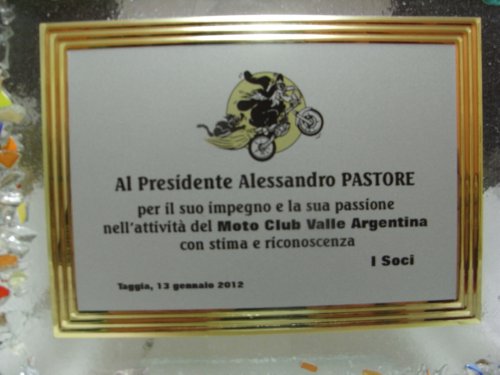 Al Presidente Alessandro PASTORE
per il suo impegno e la sua passione
nell'attività del Moto Club Valle Argentina
con stima e riconoscenza
I Soci
Taggia, 13 gennaio 2012